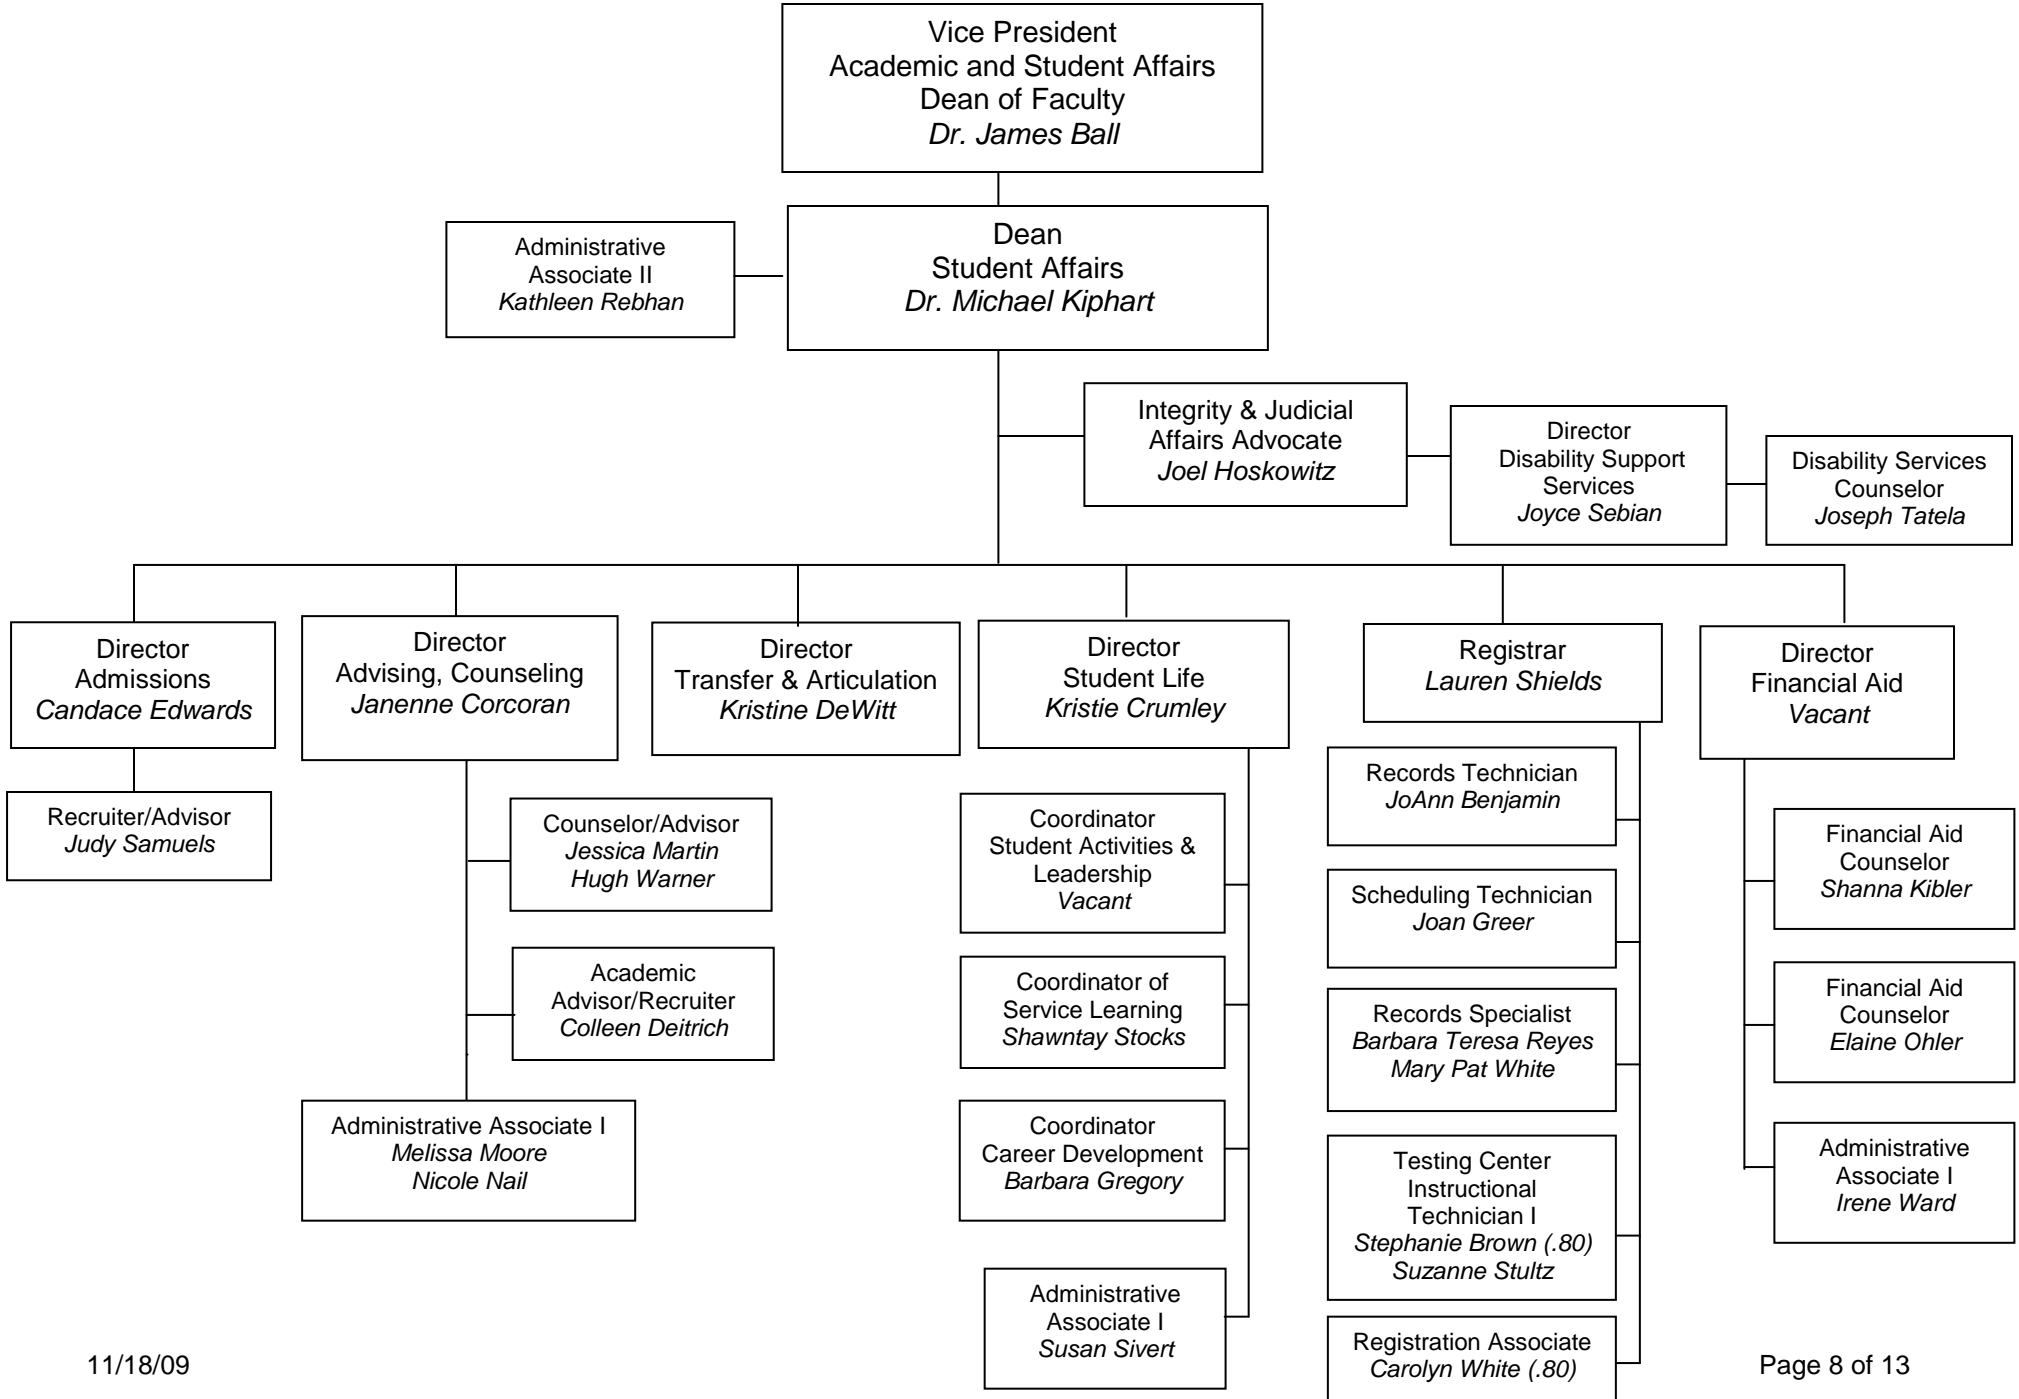 Vice President
Academic and Student Affairs
Dean of Faculty
Dr. James Ball
Administrative
Associate II
Kathleen Rebhan
Dean
Student Affairs
Dr. Michael Kiphart
Integrity & Judicial
Affairs Advocate
Joel Hoskowitz
Director
Disability Support
Services
Joyce Sebian
Disability Services
Counselor
Joseph Tatela
Director
Admissions
Candace Edwards
Recruiter/Advisor
Judy Samuels
Director
Advising, Counseling
Janenne Corcoran
Counselor/Advisor
Jessica Martin
Hugh Warner
Academic
Advisor/Recruiter
Colleen Deitrich
Administrative Associate I
Melissa Moore
Nicole Nail
Director
Transfer & Articulation
Kristine DeWitt
Director
Student Life
Kristie Crumley
Coordinator
Student Activities &
Leadership
Vacant
Coordinator of
Service Learning
Shawntay Stocks
Coordinator
Career Development
Barbara Gregory
Administrative
Associate I
Susan Sivert
Registrar
Lauren Shields
Records Technician
JoAnn Benjamin
Scheduling Technician
Joan Greer
Records Specialist
Barbara Teresa Reyes
Mary Pat White
Testing Center
Instructional
Technician I
Stephanie Brown (.80)
Suzanne Stultz
Registration Associate
Carolyn White (.80)
Director
Financial Aid
Vacant
Financial Aid
Counselor
Shanna Kibler
Financial Aid
Counselor
Elaine Ohler
Administrative
Associate I
Irene Ward
11/18/09
Page 8 of 13